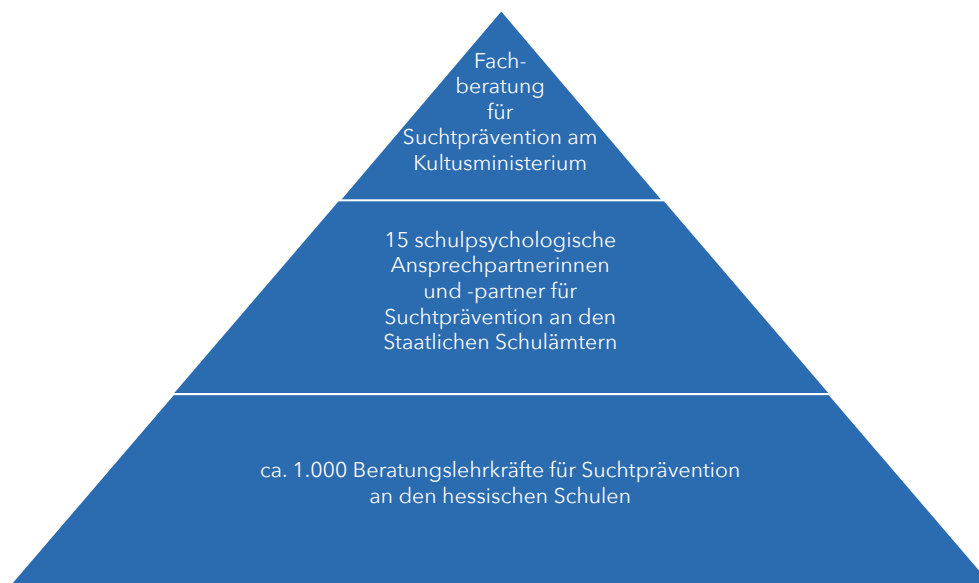 Fach-
beratung
für
Suchtprävention am
Kultusministerium
15 schulpsychologische
Ansprechpartnerinnen
und -partner für
Suchtprävention an den
Staatlichen Schulämtern
ca. 1.000 Beratungslehrkräfte für Suchtprävention
an den hessischen Schulen